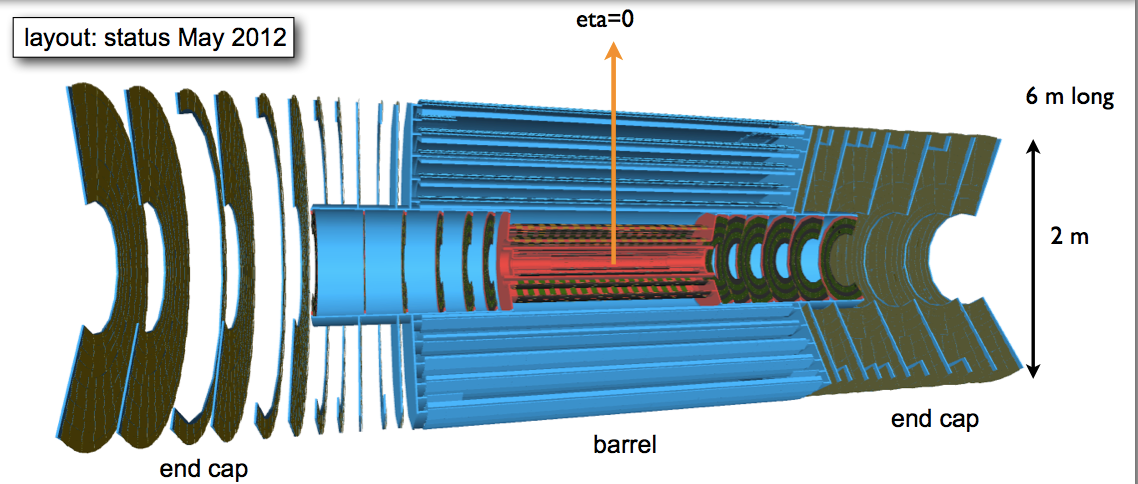 layout: status May 2012
eta=0
6 m long
2 m
end cap
barrel
end cap